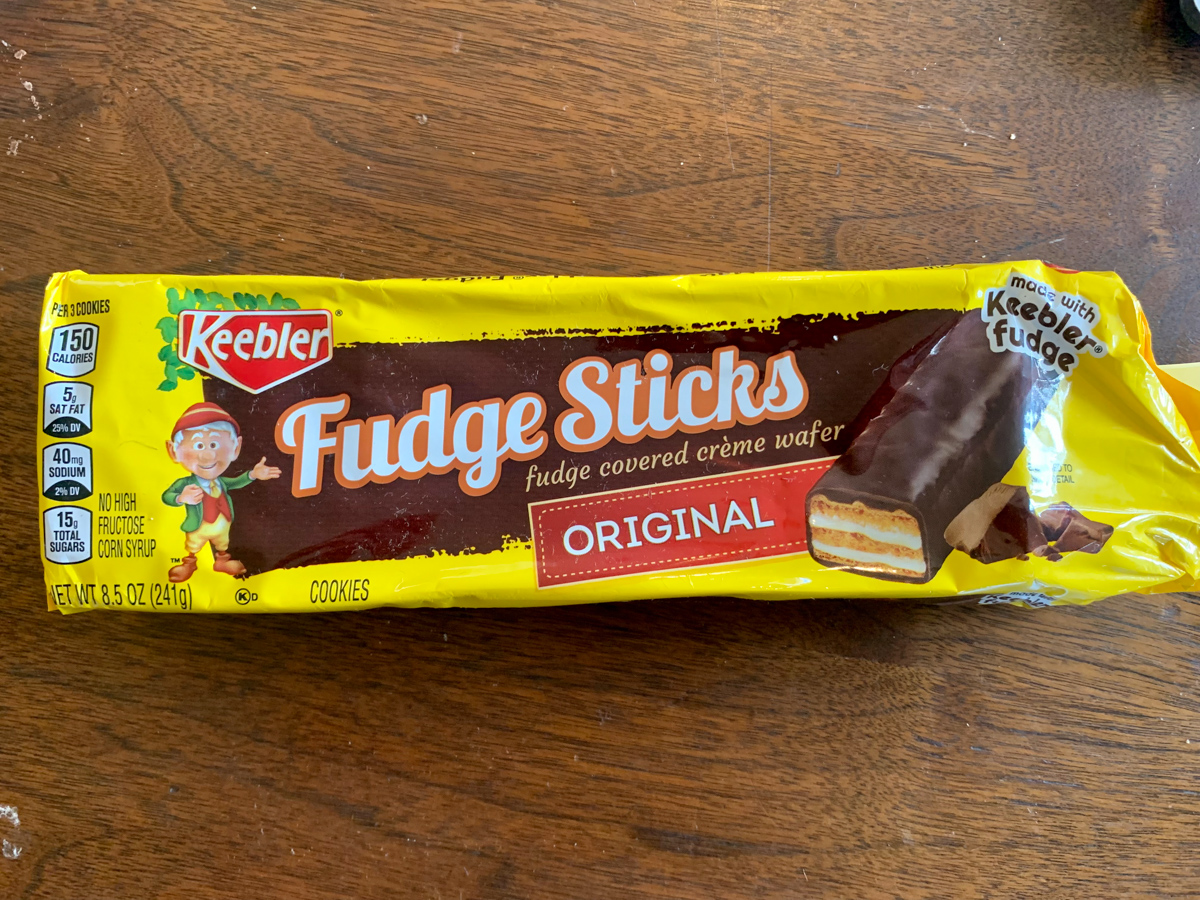 PER 3 COOKIES
150
CALORIES
5g
SAT FAT
25% DV
40mg
SODIUM
2% DV
15g
TOTAL
SUGARS
NO HIGH
FRUCTOSE
CORN SYRUP
NET WT 8.5 OZ (241g)
Keebler®
™
Fudge Sticks
fudge covered crème wafer
ORIGINAL
K D
COOKIES
made with
Keebler®
fudge